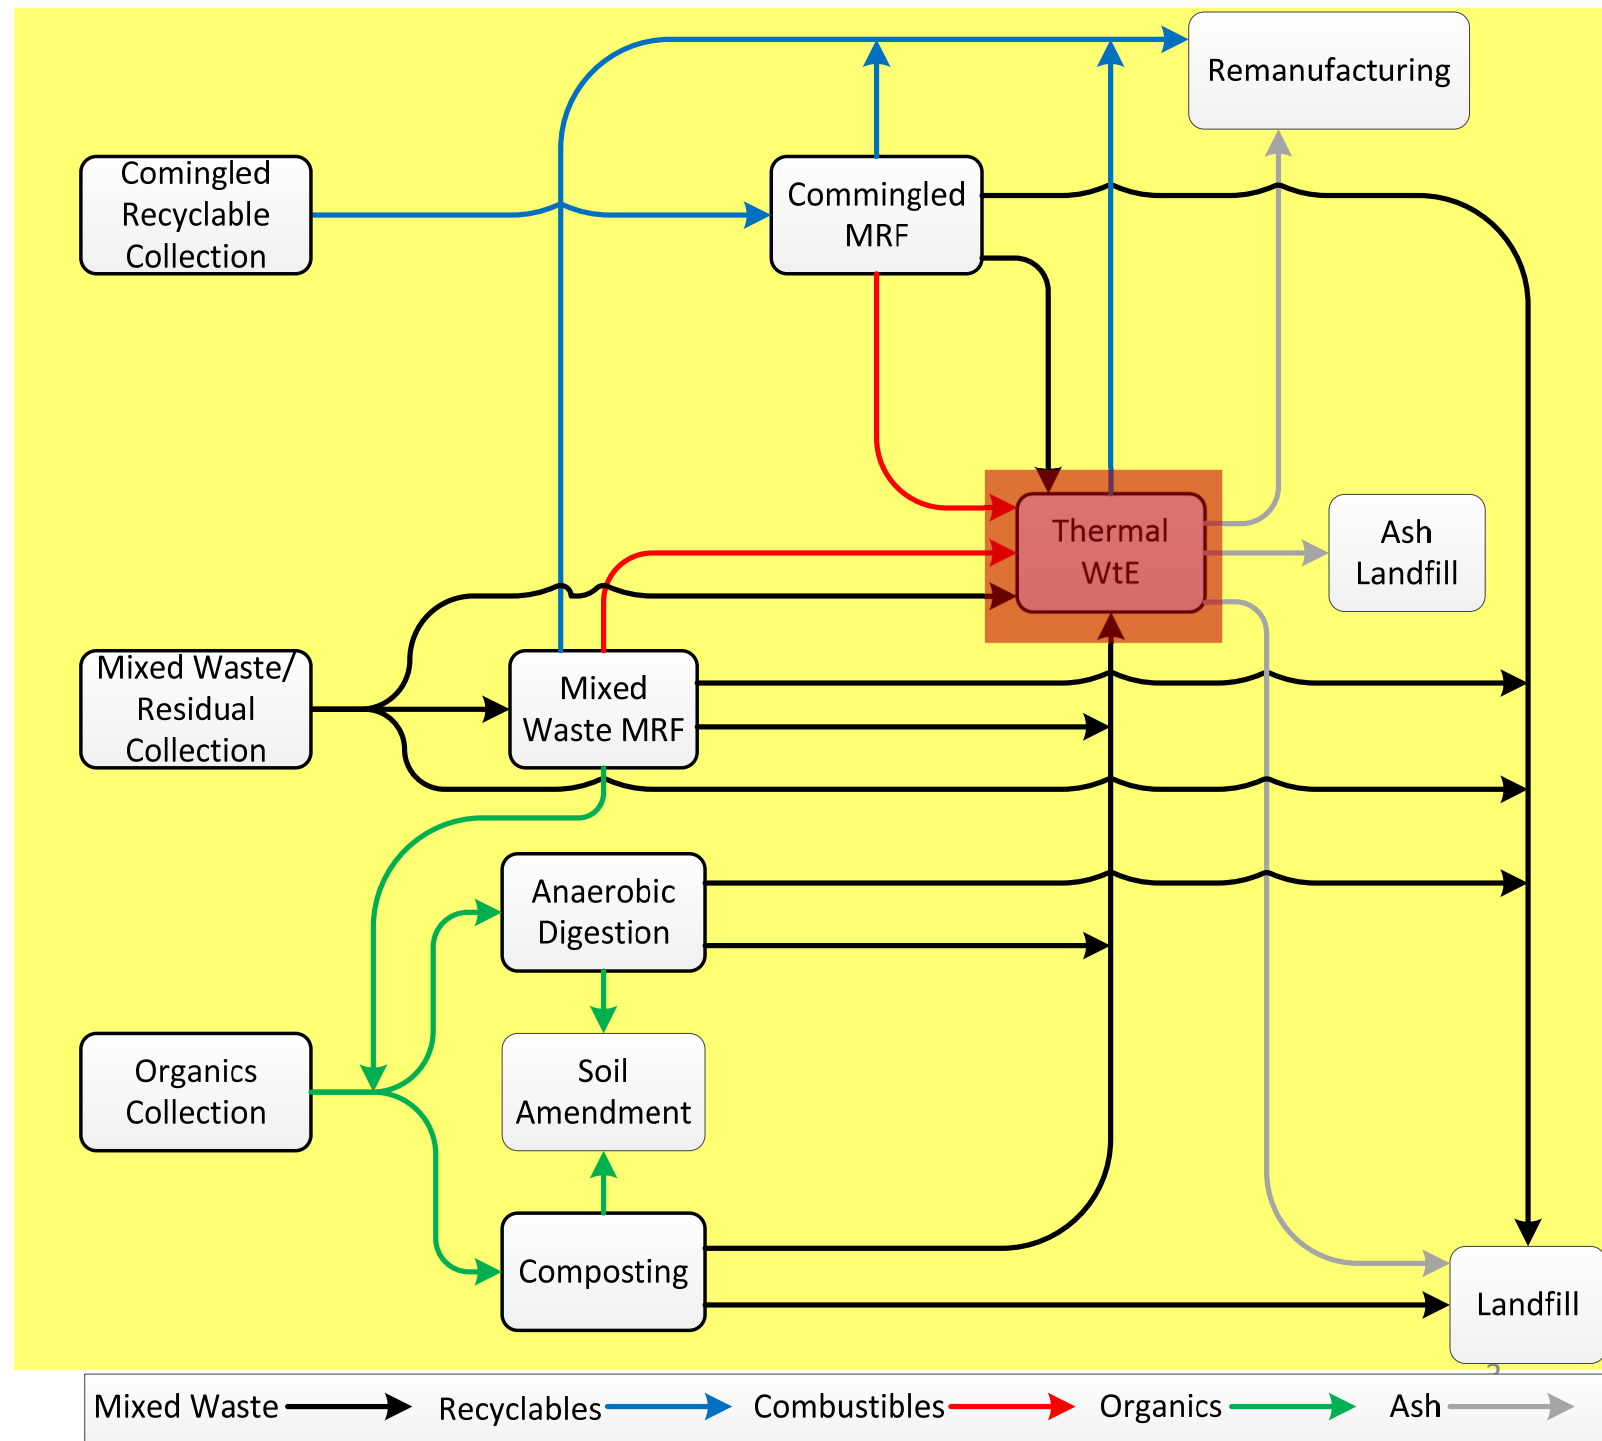 Remanufacturing
Comingled
Recyclable
Collection
Commingled
MRF
Thermal
WtE
Ash
Landfill
Mixed Waste/
Residual
Collection
Mixed
Waste MRF
Anaerobic
Digestion
Organics
Collection
Soil
Amendment
Composting
Landfill
Mixed Waste
Recyclables
Combustibles
Organics
Ash